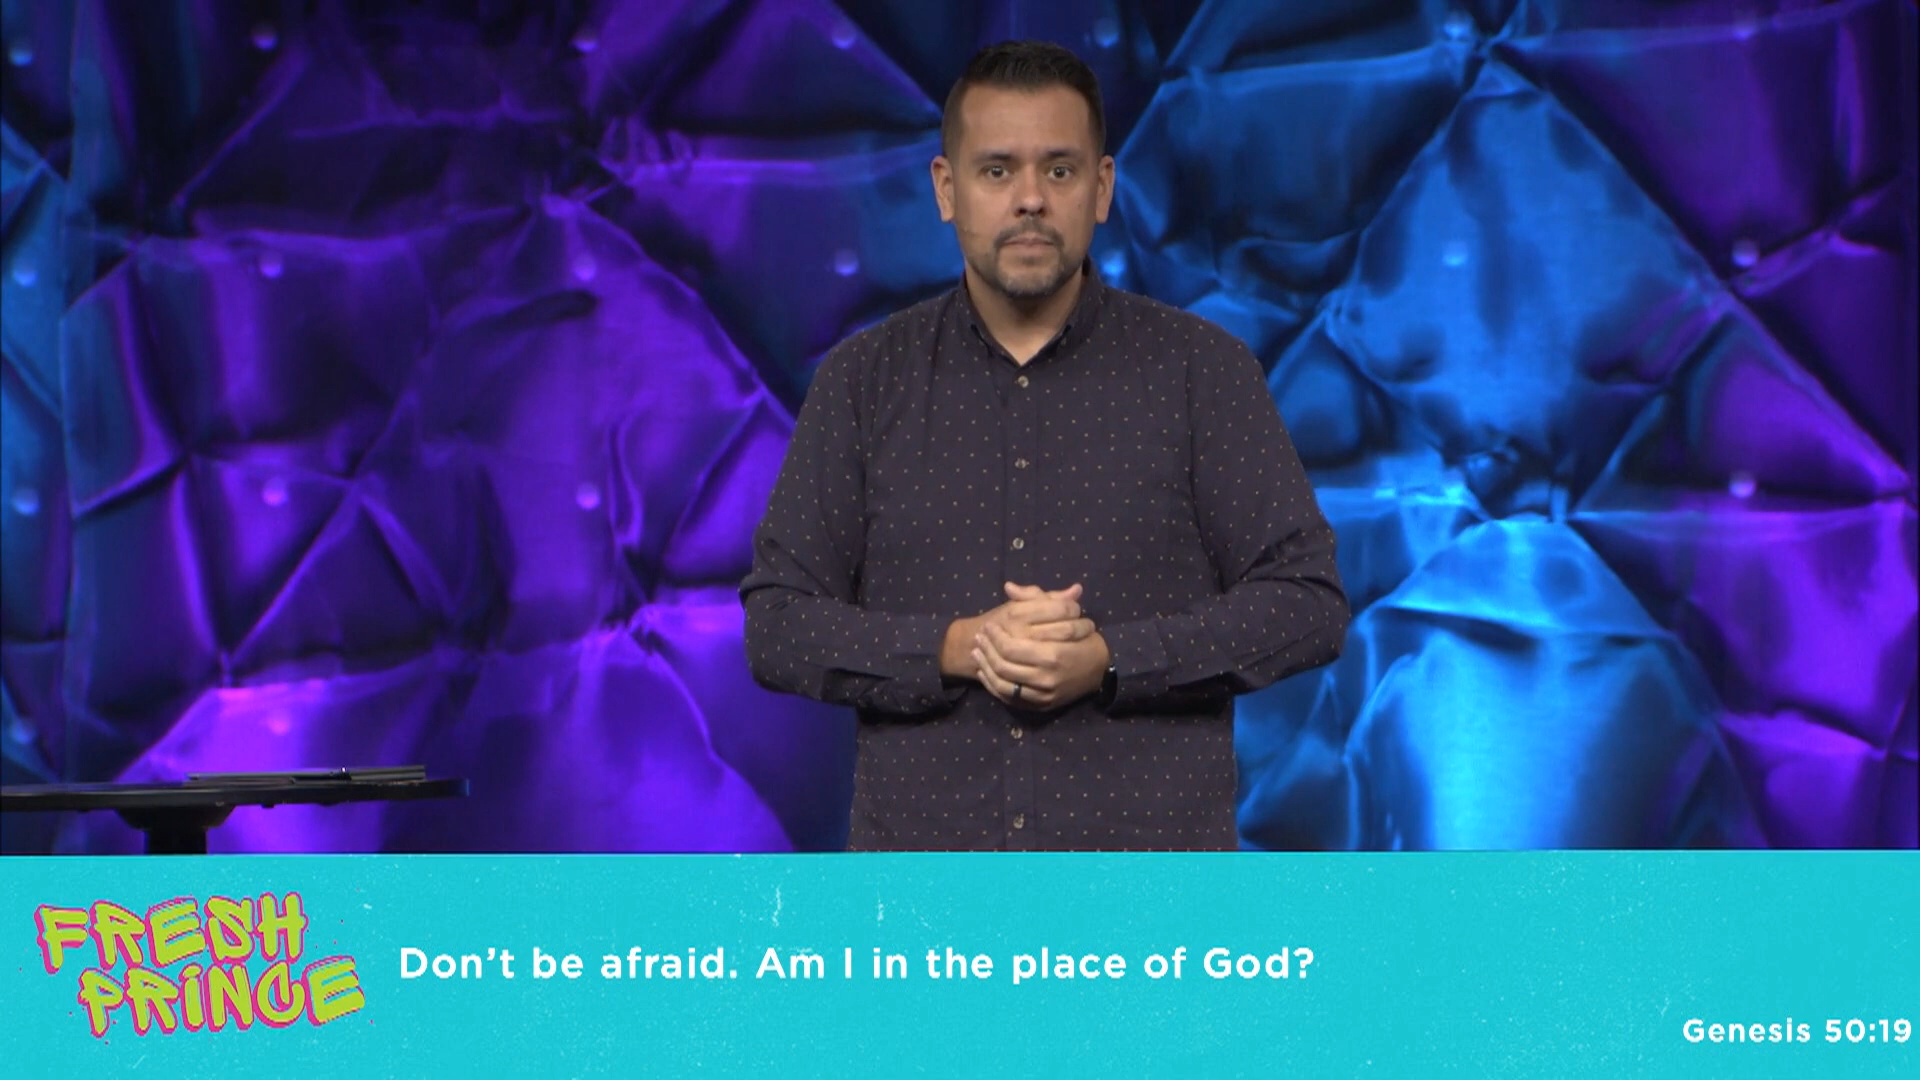 FRESH
PRINCE
Don't be afraid. Am I in the place of God?
Genesis 50:19